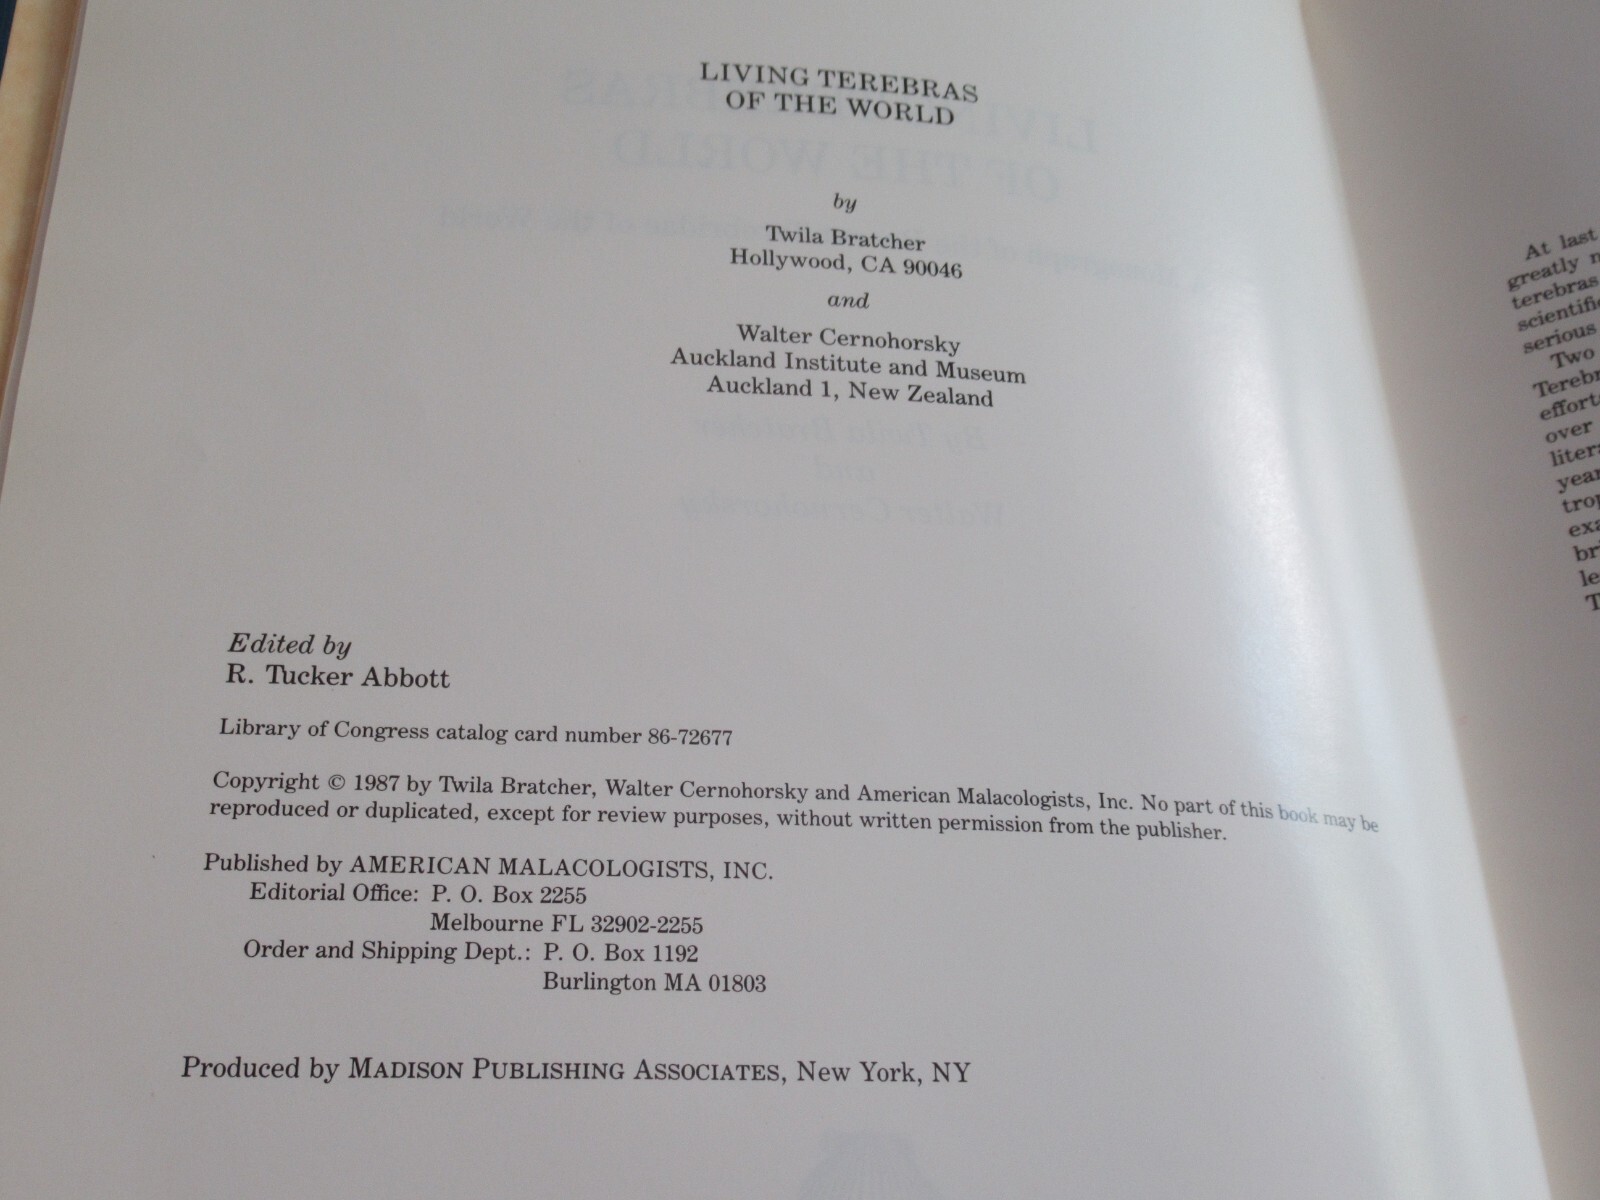 LIVING TEREBRAS
OF THE WORLD
by
Twila Bratcher
Hollywood, CA 90046
and
Walter Cernohorsky
Auckland Institute and Museum
Auckland 1, New Zealand
Edited by
R. Tucker Abbott
Library of Congress catalog card number 86-72677
Copyright © 1987 by Twila Bratcher, Walter Cernohorsky and American Malacologists, Inc. No part of this book may be
reproduced or duplicated, except for review purposes, without written permission from the publisher.
Published by AMERICAN MALACOLOGISTS, INC.
Editorial Office: P. O. Box 2255
Melbourne FL 32902-2255
Order and Shipping Dept.: P. O. Box 1192
Burlington MA 01803
Produced by MADISON PUBLISHING ASSOCIATES, New York, NY
At last
greatly
terebras
serious
Two
over